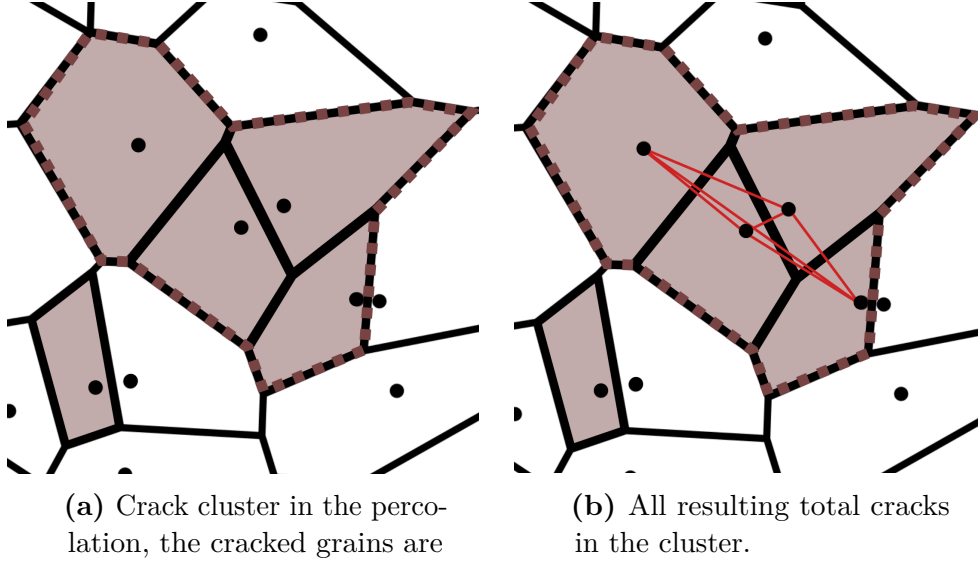 (a) Crack cluster in the perco-
lation, the cracked grains are
(b) All resulting total cracks
in the cluster.